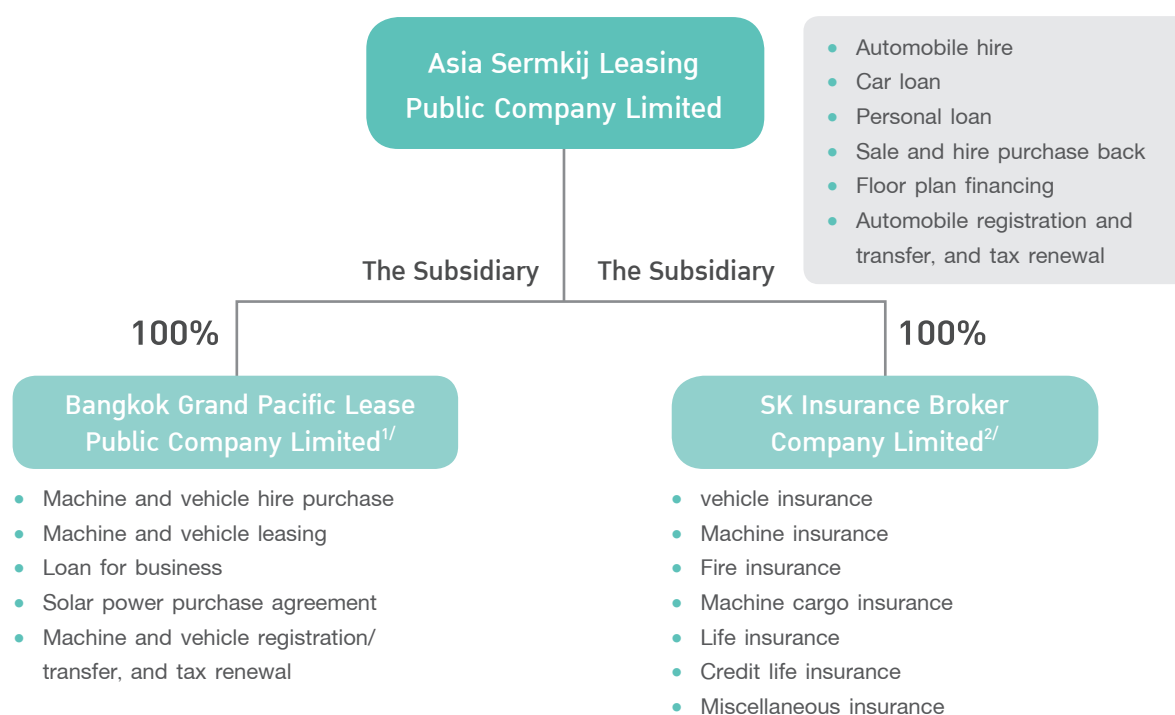 Asia Sermkij Leasing
Public Company Limited
• Automobile hire
• Car loan
• Personal loan
• Sale and hire purchase back
• Floor plan financing
• Automobile registration and
transfer, and tax renewal
The Subsidiary
The Subsidiary
100%
100%
Bangkok Grand Pacific Lease
Public Company Limited1/
• Machine and vehicle hire purchase
• Machine and vehicle leasing
• Loan for business
• Solar power purchase agreement
• Machine and vehicle registration/
transfer, and tax renewal
SK Insurance Broker
Company Limited2/
• vehicle insurance
• Machine insurance
• Fire insurance
• Machine cargo insurance
• Life insurance
• Credit life insurance
• Miscellaneous insurance